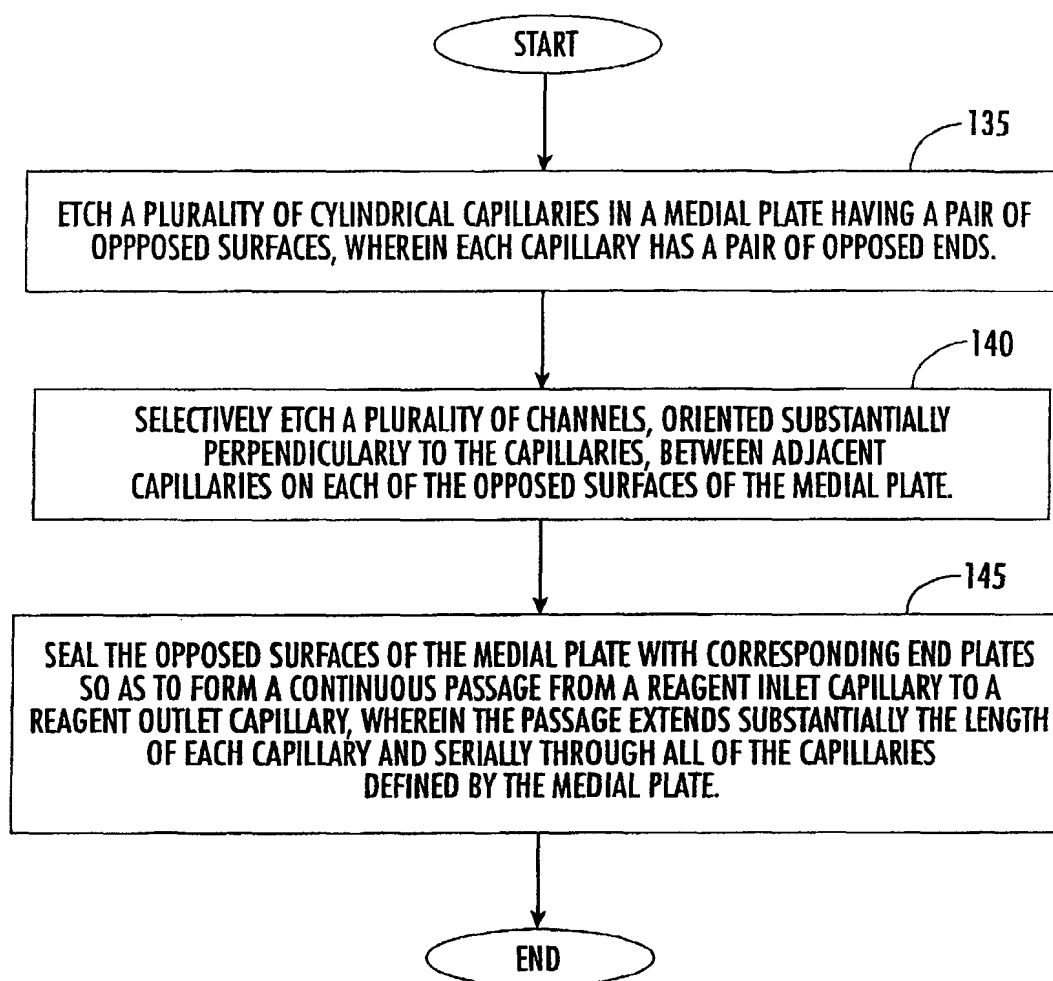 START
135
ETCH A PLURALITY OF CYLINDRICAL CAPILLARIES IN A MEDIAL PLATE HAVING A PAIR OF
OPPPOSED SURFACES, WHEREIN EACH CAPILLARY HAS A PAIR OF OPPOSED ENDS.
140
SELECTIVELY ETCH A PLURALITY OF CHANNELS, ORIENTED SUBSTANTIALLY
PERPENDICULARLY TO THE CAPILLARIES, BETWEEN ADJACENT
CAPILLARIES ON EACH OF THE OPPOSED SURFACES OF THE MEDIAL PLATE.
145
SEAL THE OPPOSED SURFACES OF THE MEDIAL PLATE WITH CORRESPONDING END PLATES
SO AS TO FORM A CONTINUOUS PASSAGE FROM A REAGENT INLET CAPILLARY TO A
REAGENT OUTLET CAPILLARY, WHEREIN THE PASSAGE EXTENDS SUBSTANTIALLY THE LENGTH
OF EACH CAPILLARY AND SERIALLY THROUGH ALL OF THE CAPILLARIES
DEFINED BY THE MEDIAL PLATE.
END